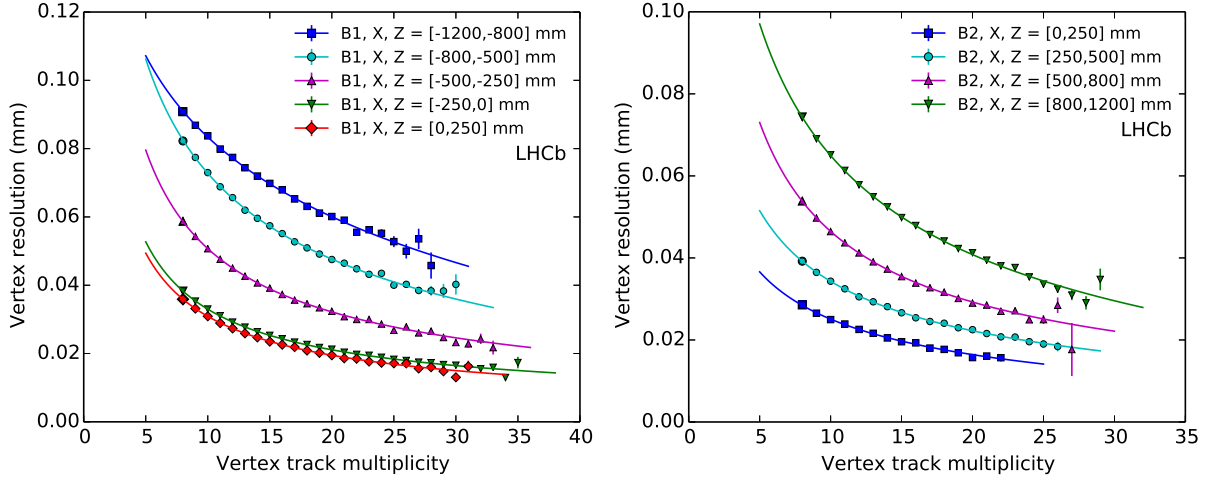 0.12
0.10
0.08
0.06
0.04
0.02
0.00
Vertex resolution (mm)
B1, X, Z = [-1200,-800] mm
B1, X, Z = [-800,-500] mm
B1, X, Z = [-500,-250] mm
B1, X, Z = [-250,0] mm
B1, X, Z = [0,250] mm
LHCb
0 5 10 15 20 25 30 35 40
Vertex track multiplicity
0.10
0.08
0.06
0.04
0.02
0.00
Vertex resolution (mm)
B2, X, Z = [0,250] mm
B2, X, Z = [250,500] mm
B2, X, Z = [500,800] mm
B2, X, Z = [800,1200] mm
LHCb
0 5 10 15 20 25 30 35
Vertex track multiplicity